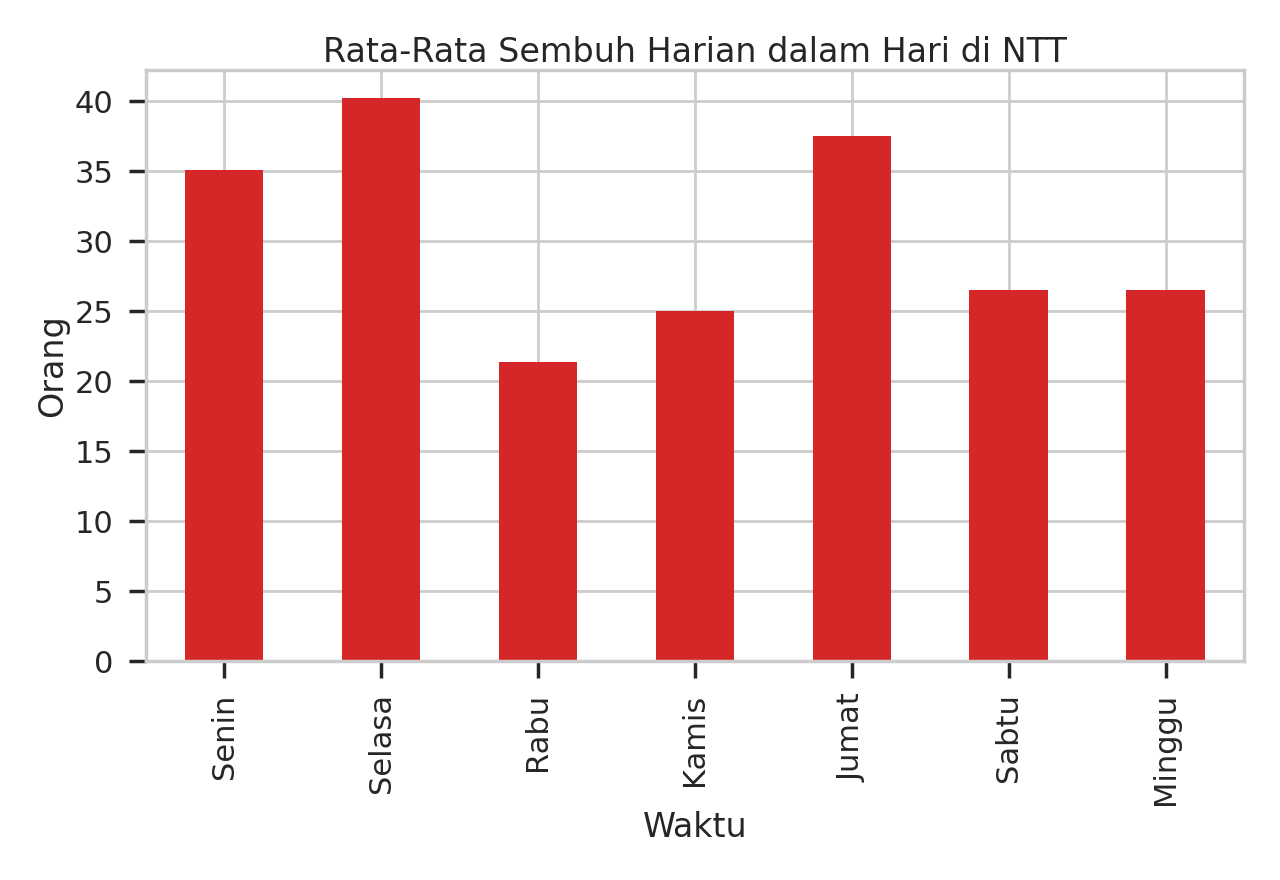 Rata-Rata Sembuh Harian dalam Hari di NTT
Orang
40
35
30
25
20
15
10
5
0
Senin
Selasa
Rabu
Kamis
Jumat
Sabtu
Minggu
Waktu